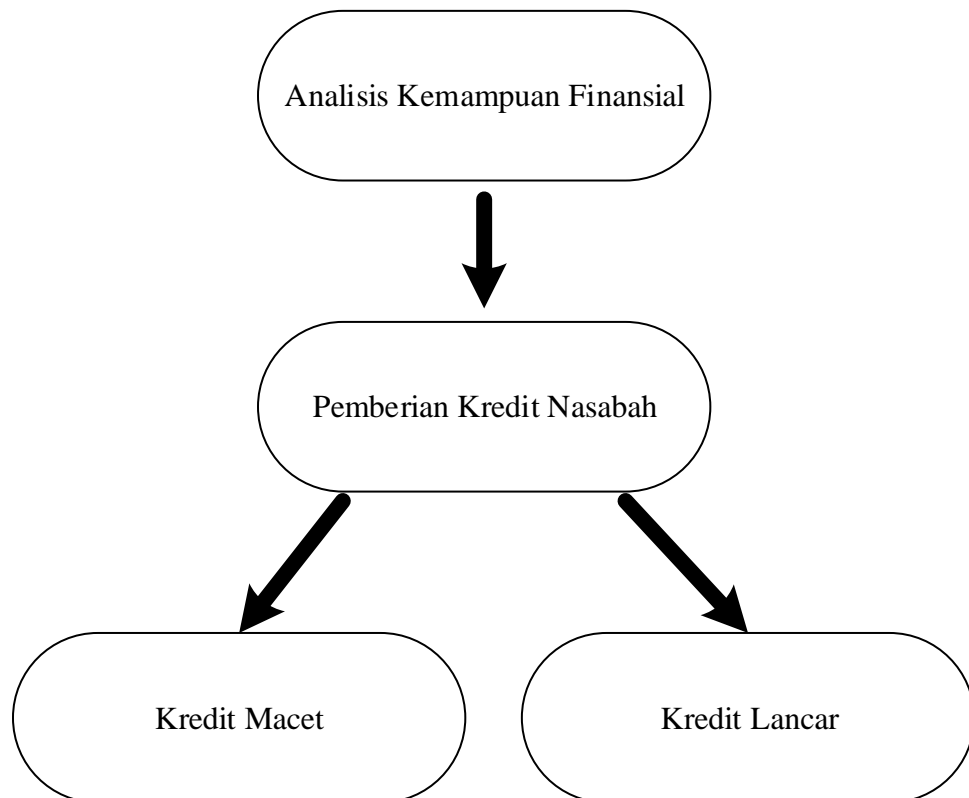 Analisis Kemampuan Finansial
Pemberian Kredit Nasabah
Kredit Macet
Kredit Lancar